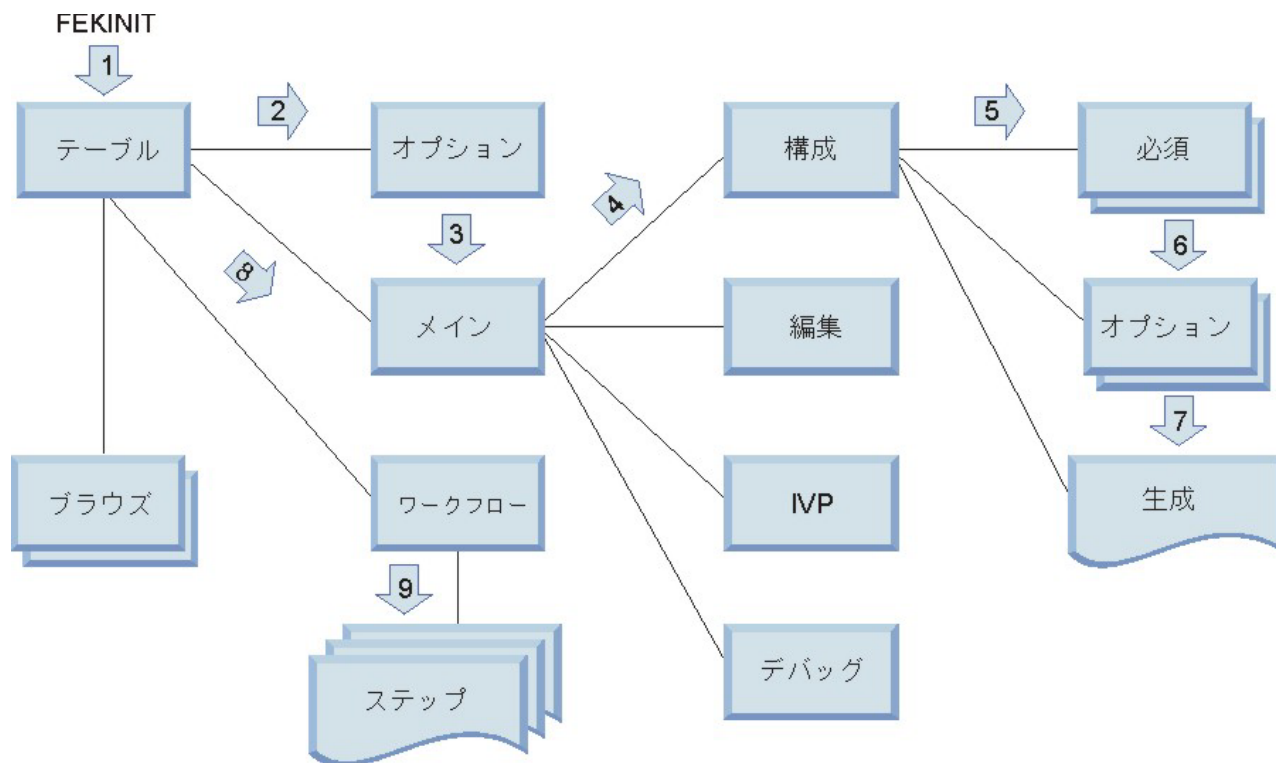 FEKINIT
1
テーブル
2
オプション
構成
5
必須
3
4
6
8
メイン
編集
オプション
7
ブラウズ
ワークフロー
IVP
生成
9
ステップ
デバッグ